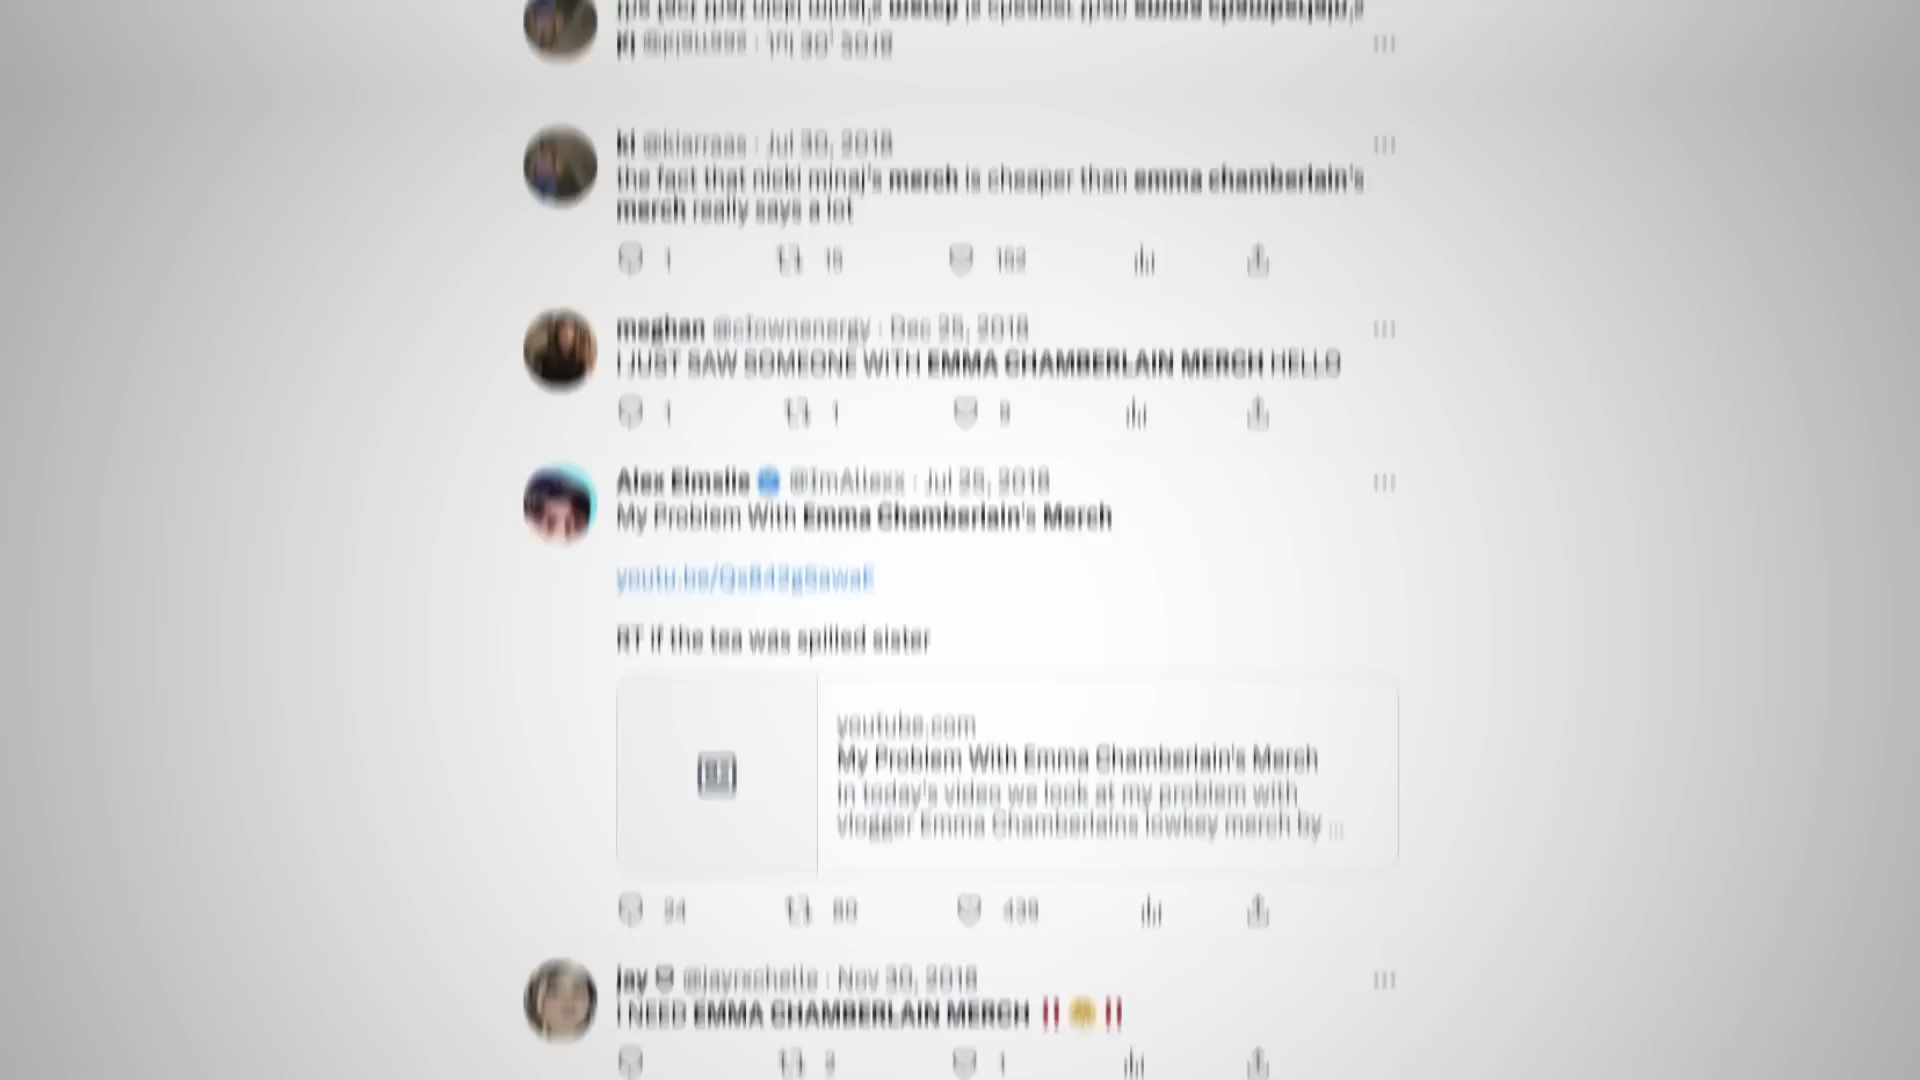 ki @kiarraas · Jul 30, 2018
the fact that nicki minaj's merch is cheaper than emma chamberlain's
merch really says a lot
1
meghan @ctownenergy · Dec 25, 2018
I JUST SAW SOMEONE WITH EMMA CHAMBERLAIN MERCH HELLO
1 1
Alex Elmslie @ImAllexx · Jul 2018
My Problem With Emma Chamberlain's Merch
RT if the tea was spilled sister
youtube.com
My Problem With Emma Chamberlain's Merch
In today's video we look at my problem with
vlogger Emma Chamberlains lowkey merch by ...
jay · Nov 30, 2018
I NEED EMMA CHAMBERLAIN MERCH ‼️ ‼️
1